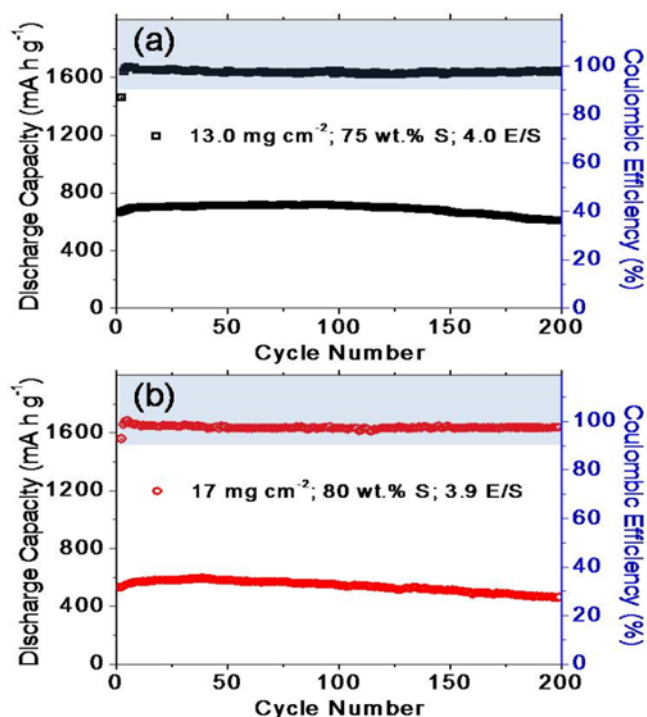 (a)
Discharge Capacity (mA h g⁻¹)
1600
1200
800
400
0
13.0 mg cm⁻²; 75 wt.% S; 4.0 E/S
100
80
60
40
20
0
Coulombic Efficiency (%)
0 50 100 150 200
Cycle Number
(b)
Discharge Capacity (mA h g⁻¹)
1600
1200
800
400
0
17 mg cm⁻²; 80 wt.% S; 3.9 E/S
100
80
60
40
20
0
Coulombic Efficiency (%)
0 50 100 150 200
Cycle Number